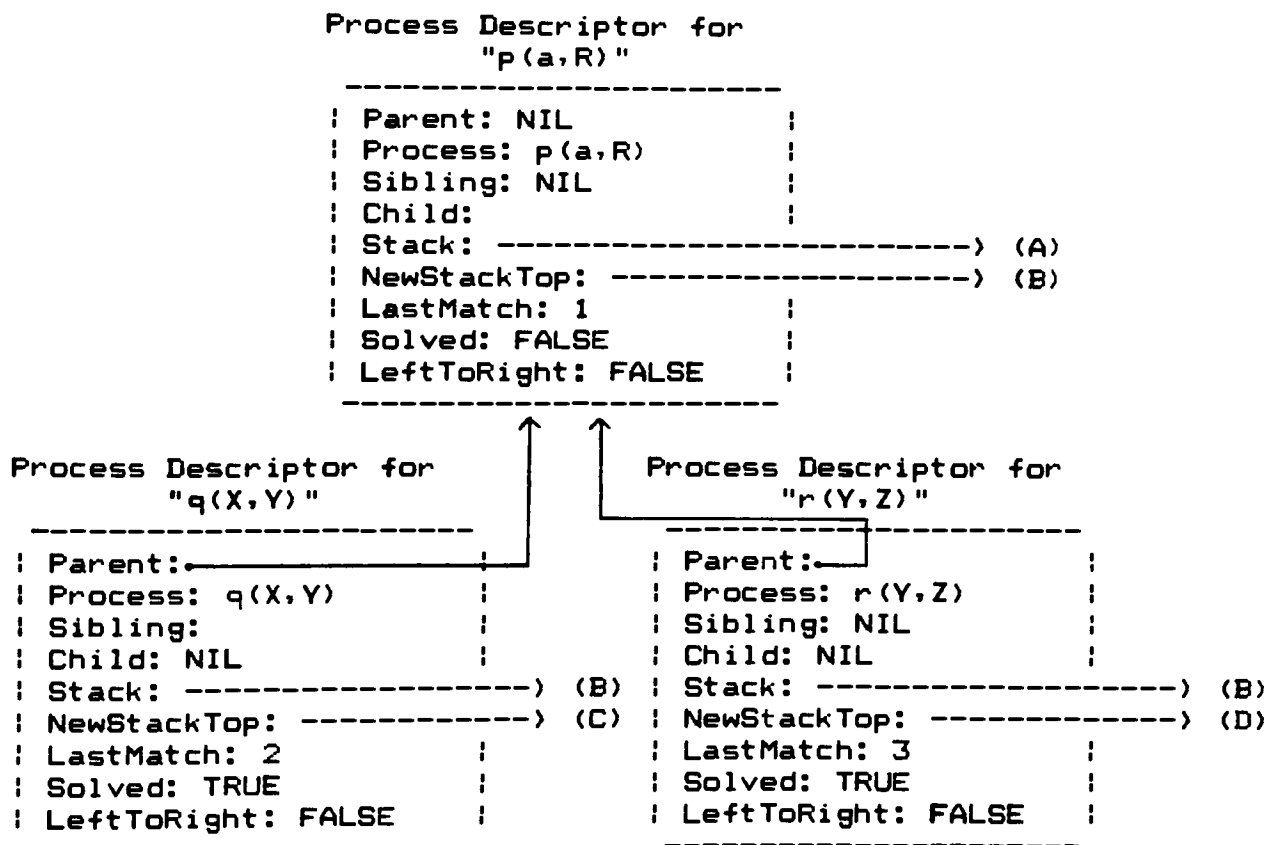 Process Descriptor for
"p(a,R)"
Parent: NIL
Process: p(a,R)
Sibling: NIL
Child:
Stack: (A)
NewStackTop: (B)
LastMatch: 1
Solved: FALSE
LeftToRight: FALSE
Process Descriptor for
"q(X,Y)"
Parent:
Process: q(X,Y)
Sibling:
Child: NIL
Stack: (B)
NewStackTop: (C)
LastMatch: 2
Solved: TRUE
LeftToRight: FALSE
Process Descriptor for
"r(Y,Z)"
Parent:
Process: r(Y,Z)
Sibling: NIL
Child: NIL
Stack: (B)
NewStackTop: (D)
LastMatch: 3
Solved: TRUE
LeftToRight: FALSE